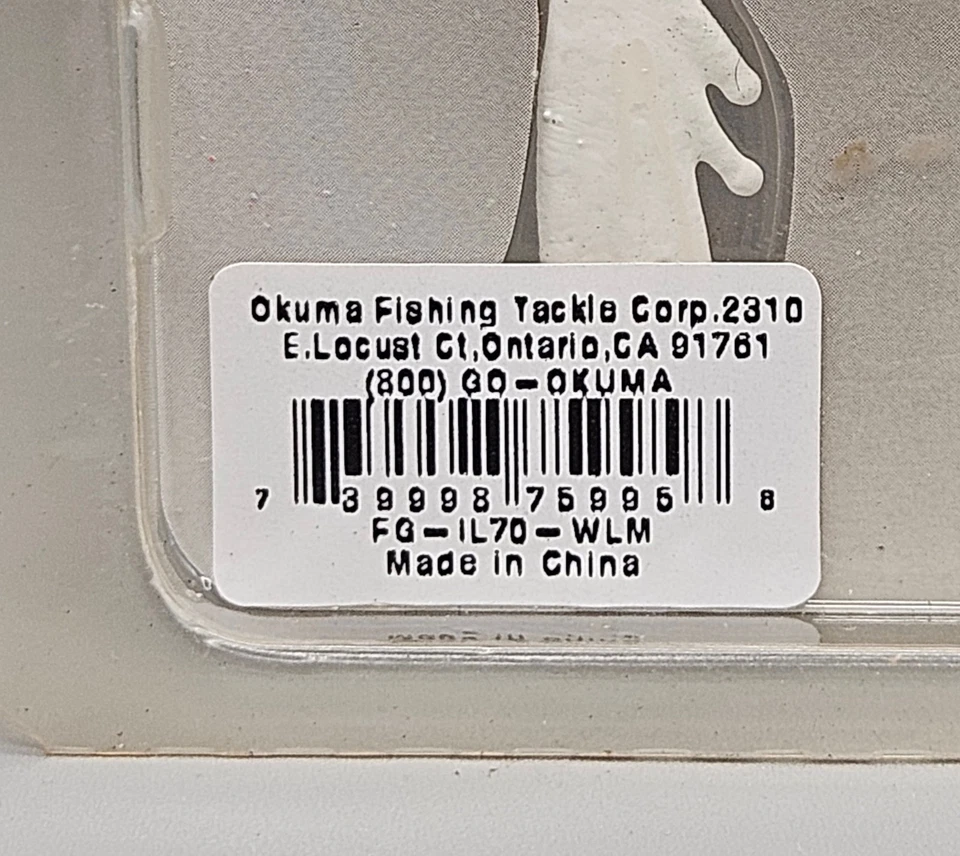 Okuma Fishing Tackle Corp.2310
E.Locust Ct,Ontario,CA 91761
(800) GO-OKUMA
7 39998 75995 8
FG-IL70-WLM
Made in China